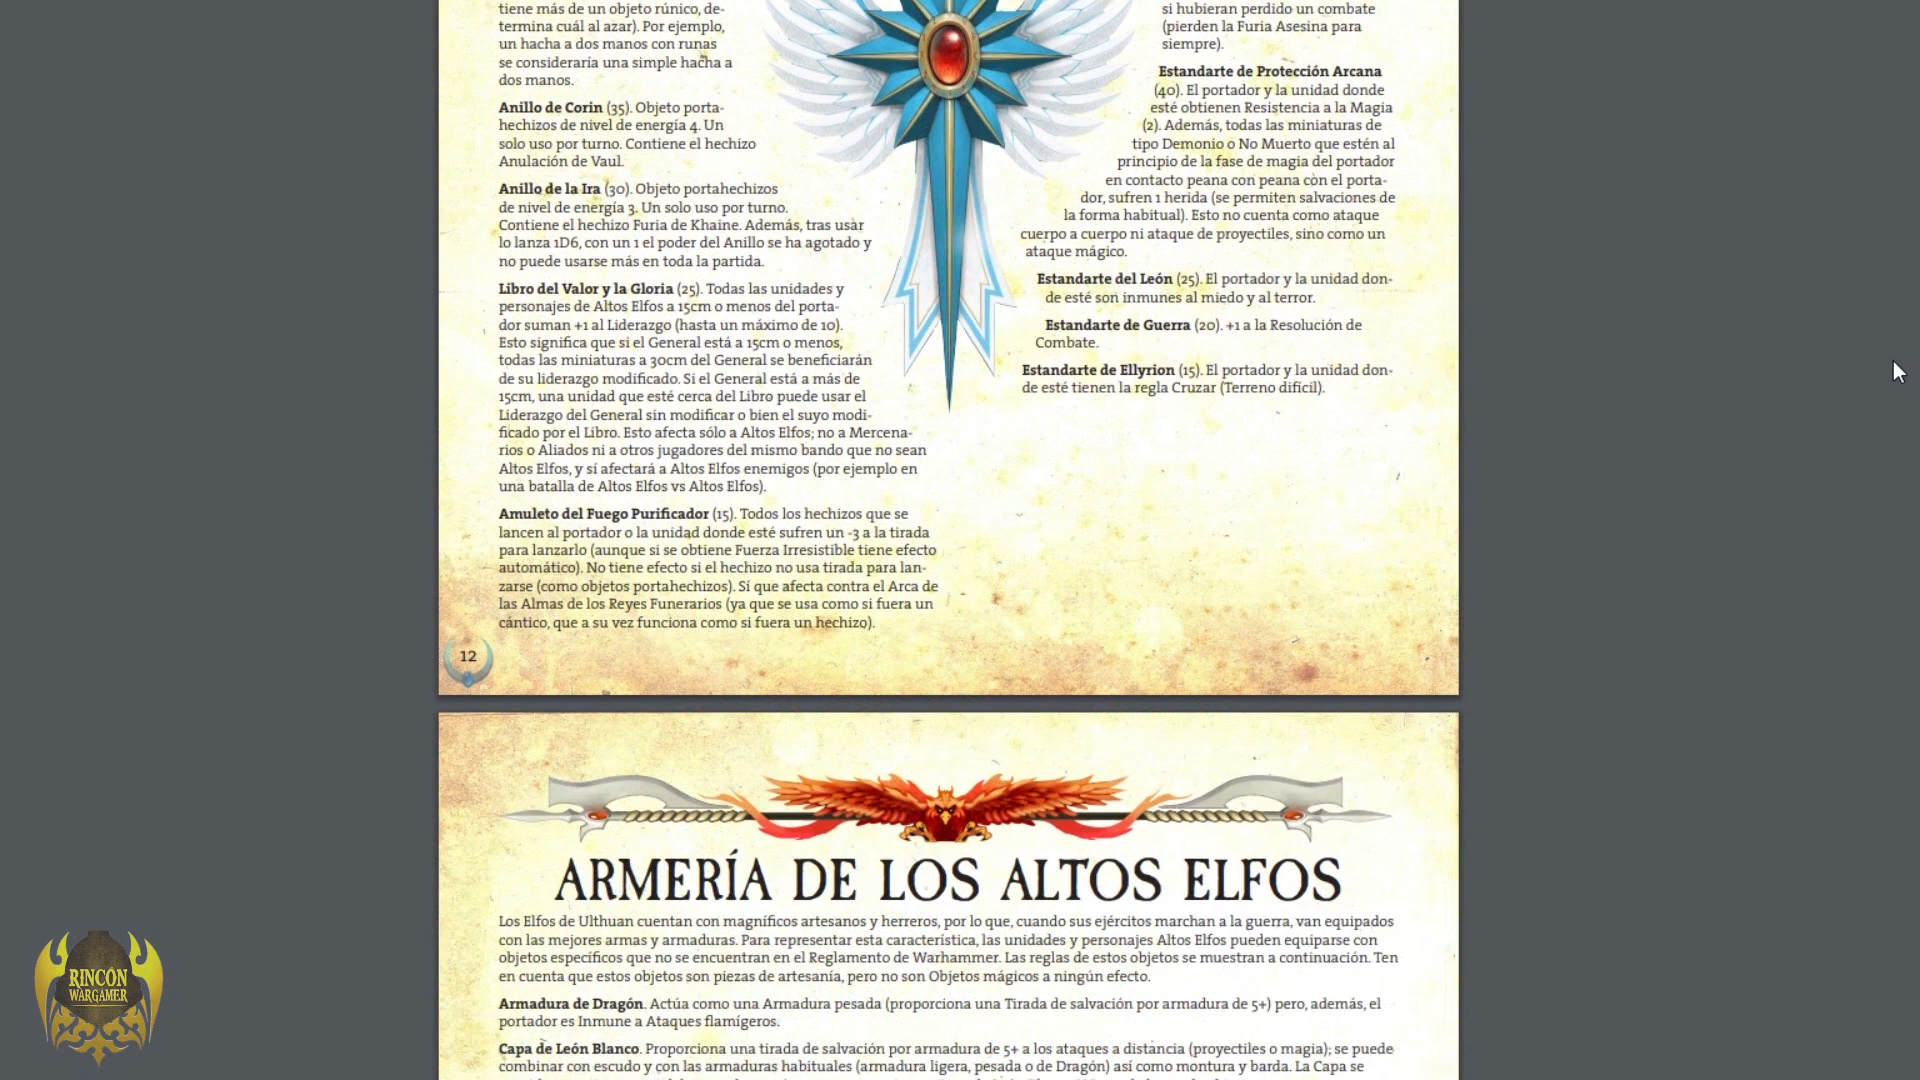 tiene más de un objeto rúnico, de-
termina cuál al azar). Por ejemplo,
un hacha a dos manos con runas
se consideraría una simple hacha a
dos manos.
Anillo de Corin (35). Objeto porta-
hechizos de nivel de energía 4. Un
solo uso por turno. Contiene el hechizo
Anulación de Vaul.
Anillo de la Ira (30). Objeto portahechizos
de nivel de energía 3. Un solo uso por turno.
Contiene el hechizo Furia de Khaine. Además, tras usar
lo lanza 1D6, con un 1 el poder del Anillo se ha agotado y
no puede usarse más en toda la partida.
Libro del Valor y la Gloria (25). Todas las unidades y
personajes de Altos Elfos a 15cm o menos del porta-
dor suman +1 al Liderazgo (hasta un máximo de 10).
Esto significa que si el General está a 15cm o menos,
todas las miniaturas a 30cm del General se beneficiarán
de su liderazgo modificado. Si el General está a más de
15cm, una unidad que esté cerca del Libro puede usar el
Liderazgo del General sin modificar o bien el suyo modi-
ficado por el Libro. Esto afecta sólo a Altos Elfos; no a Mercena-
rios o Aliados ni a otros jugadores del mismo bando que no sean
Altos Elfos, y sí afectará a Altos Elfos enemigos (por ejemplo en
una batalla de Altos Elfos vs Altos Elfos).
Amuleto del Fuego Purificador (15). Todos los hechizos que se
lancen al portador o la unidad donde esté sufren un -3 a la tirada
para lanzarlo (aunque si se obtiene Fuerza Irresistible tiene efecto
automático). No tiene efecto si el hechizo no usa tirada para lan-
zarse (como objetos portahechizos). Sí que afecta contra el Arca de
las Almas de los Reyes Funerarios (ya que se usa como si fuera un
cántico, que a su vez funciona como si fuera un hechizo).
si hubieran perdido un combate
(pierden la Furia Asesina para
siempre).
Estandarte de Protección Arcana
(40). El portador y la unidad donde
esté obtienen Resistencia a la Magia
(2). Además, todas las miniaturas de
tipo Demonio o No Muerto que estén al
principio de la fase de magia del portador
en contacto peana con peana con el porta-
dor, sufren 1 herida (se permiten salvaciones de
la forma habitual). Esto no cuenta como ataque
cuerpo a cuerpo ni ataque de proyectiles, sino como un
ataque mágico.
Estandarte del León (25). El portador y la unidad don-
de esté son inmunes al miedo y al terror.
Estandarte de Guerra (20). +1 a la Resolución de
Combate.
Estandarte de Ellyrion (15). El portador y la unidad don-
de esté tienen la regla Cruzar (Terreno difícil).
12
ARMERÍA DE LOS ALTOS ELFOS
Los Elfos de Ulthuan cuentan con magníficos artesanos y herreros, por lo que, cuando sus ejércitos marchan a la guerra, van equipados
con las mejores armas y armaduras. Para representar esta característica, las unidades y personajes Altos Elfos pueden equiparse con
objetos específicos que no se encuentran en el Reglamento de Warhammer. Las reglas de estos objetos se muestran a continuación. Ten
en cuenta que estos objetos son piezas de artesanía, pero no son Objetos mágicos a ningún efecto.
Armadura de Dragón. Actúa como una Armadura pesada (proporciona una Tirada de salvación por armadura de 5+) pero, además, el
portador es Inmune a Ataques flamígeros.
Capa de León Blanco. Proporciona una tirada de salvación por armadura de 5+ a los ataques a distancia (proyectiles o magia); se puede
combinar con escudo y con las armaduras habituales (armadura ligera, pesada o de Dragón) así como montura y barda. La Capa se
RINCÓN
WARGAMER